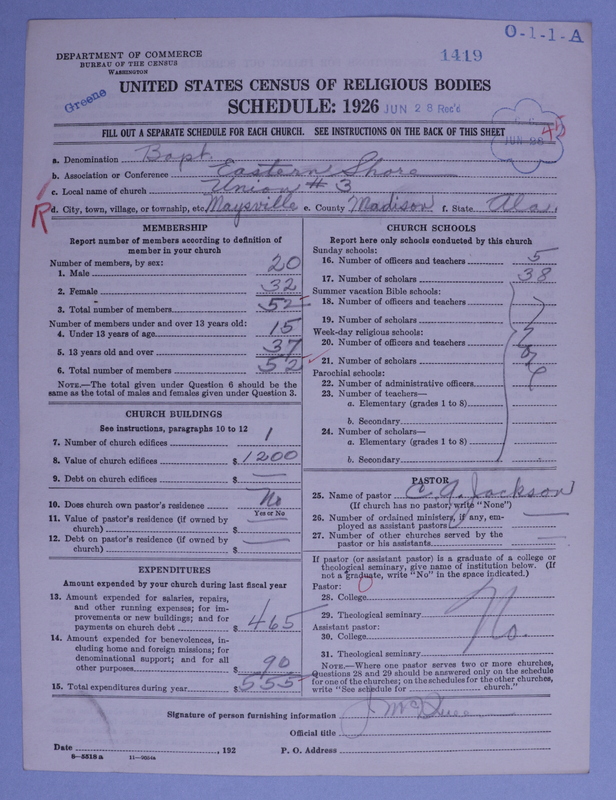 O-1-1-A
DEPARTMENT OF COMMERCE
BUREAU OF THE CENSUS
WASHINGTON
1419
Greene
UNITED STATES CENSUS OF RELIGIOUS BODIES
SCHEDULE: 1926 JUN 28 Rec'd
FILL OUT A SEPARATE SCHEDULE FOR EACH CHURCH. SEE INSTRUCTIONS ON THE BACK OF THIS SHEET
JUN 28
a. Denomination Bapt.
b. Association or Conference Eastern Shore
c. Local name of church Union #3
R d. City, town, village, or township, etc. Maysville e. County Madison f. State Ala.
MEMBERSHIP
Report number of members according to definition of
member in your church
Number of members, by sex:
1. Male 20
2. Female 32
3. Total number of members 52
Number of members under and over 13 years old:
4. Under 13 years of age 15
5. 13 years old and over 37
6. Total number of members 52
NOTE.—The total given under Question 6 should be the
same as the total of males and females given under Question 3.
CHURCH BUILDINGS
See instructions, paragraphs 10 to 12
7. Number of church edifices 1
8. Value of church edifices $ 1200
9. Debt on church edifices $ —
10. Does church own pastor's residence No
Yes or No
11. Value of pastor's residence (if owned by
church) $ —
12. Debt on pastor's residence (if owned by
church) $ —
EXPENDITURES
Amount expended by your church during last fiscal year
13. Amount expended for salaries, repairs,
and other running expenses; for im-
provements or new buildings; and for
payments on church debt $ 465
14. Amount expended for benevolences, in-
cluding home and foreign missions; for
denominational support; and for all
other purposes $ 90
15. Total expenditures during year $ 555
CHURCH SCHOOLS
Report here only schools conducted by this church
Sunday schools:
16. Number of officers and teachers 5
17. Number of scholars 38
Summer vacation Bible schools:
18. Number of officers and teachers
19. Number of scholars
Week-day religious schools:
20. Number of officers and teachers
21. Number of scholars
Parochial schools:
22. Number of administrative officers
23. Number of teachers—
a. Elementary (grades 1 to 8)
b. Secondary
24. Number of scholars—
a. Elementary (grades 1 to 8)
b. Secondary
PASTOR
25. Name of pastor C. J. Jackson
(If church has no pastor, write "None")
26. Number of ordained ministers, if any, em-
ployed as assistant pastors —
27. Number of other churches served by the
pastor or his assistants —
If pastor (or assistant pastor) is a graduate of a college or
theological seminary, give name of institution below. (If
not a graduate, write "No" in the space indicated.)
Pastor:
28. College
29. Theological seminary
No.
Assistant pastor:
30. College
31. Theological seminary
NOTE.—Where one pastor serves two or more churches,
Questions 28 and 29 should be answered only on the schedule
for one of the churches; on the schedules for the other churches,
write "See schedule for church."
Signature of person furnishing information
Official title
Date , 192 P. O. Address
8—5518a 11—9604a